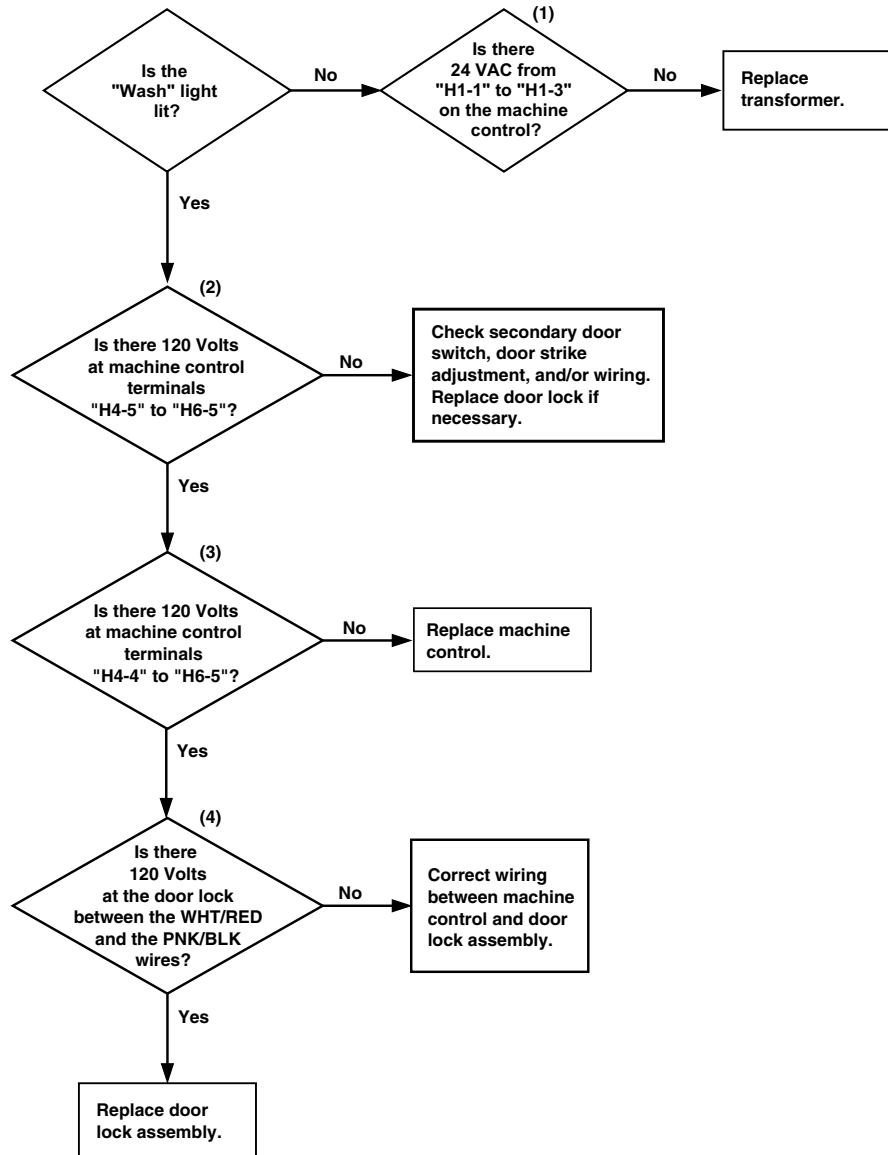 Is the
"Wash" light
lit?
No
(1)
Is there
24 VAC from
"H1-1" to "H1-3"
on the machine
control?
No
Replace
transformer.
Yes
(2)
Is there 120 Volts
at machine control
terminals
"H4-5" to "H6-5"?
No
Check secondary door
switch, door strike
adjustment, and/or wiring.
Replace door lock if
necessary.
Yes
(3)
Is there 120 Volts
at machine control
terminals
"H4-4" to "H6-5"?
No
Replace machine
control.
Yes
(4)
Is there
120 Volts
at the door lock
between the WHT/RED
and the PNK/BLK
wires?
No
Correct wiring
between machine
control and door
lock assembly.
Yes
Replace door
lock assembly.